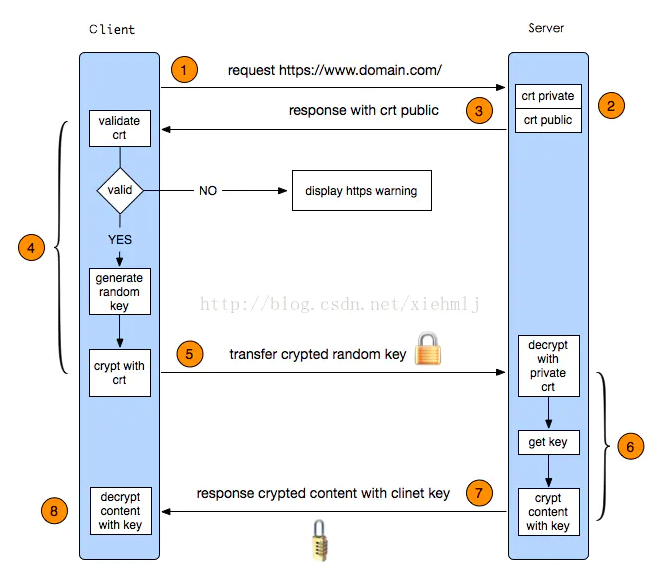 Client
Server
1
request https://www.domain.com/
crt private
crt public
2
response with crt public
3
validate
crt
valid
NO
display https warning
4
YES
generate
random
key
http://blog.csdn.net/xiehmlj
crypt with
crt
5
transfer crypted random key
decrypt
with
private
crt
get key
6
response crypted content with clinet key
7
crypt
content
with key
8
decrypt
content
with key